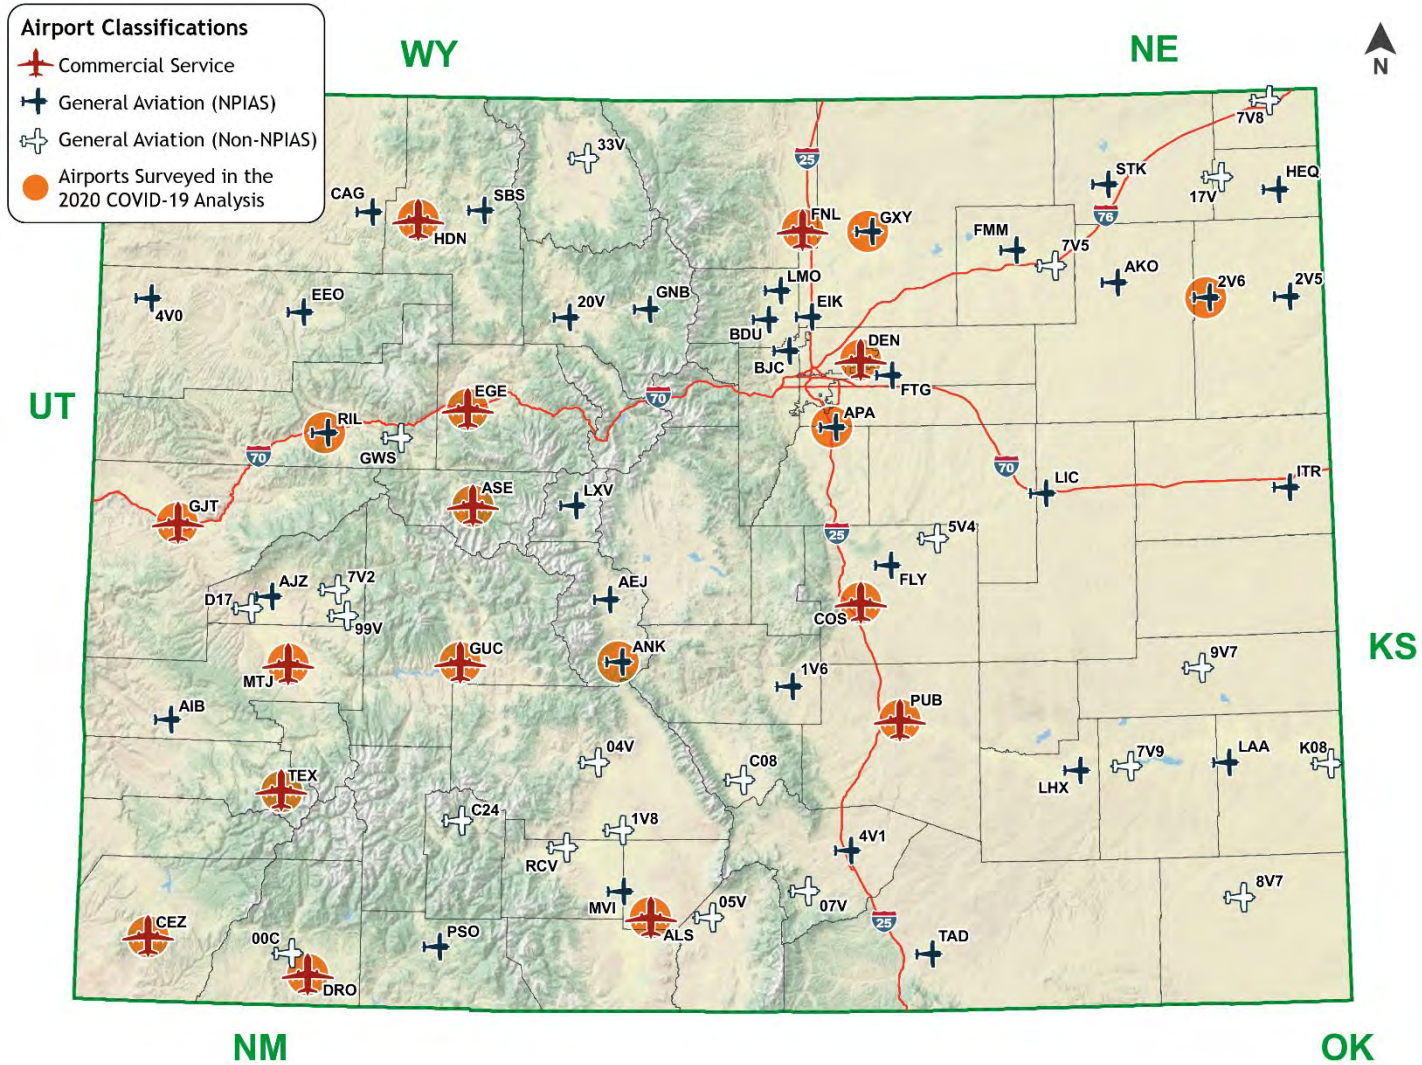 Airport Classifications
Commercial Service
General Aviation (NPIAS)
General Aviation (Non-NPIAS)
Airports Surveyed in the
2020 COVID-19 Analysis
WY
NE
N
7V8
33V
25
STK
HEQ
CAG
SBS
17V
76
HDN
FNL
GXY
FMM
7V5
AKO
2V6
2V5
LMO
4V0
EEO
20V
GNB
EIK
BDU
BJC
DEN
FTG
UT
EGE
70
RIL
APA
GWS
70
70
LIC
ITR
GJT
ASE
LXV
25
5V4
AJZ
7V2
AEJ
FLY
D17
99V
COS
GUC
ANK
KS
MTJ
1V6
9V7
AIB
PUB
04V
C08
7V9
LAA
K08
TEX
LHX
C24
1V8
4V1
RCV
8V7
MVI
05V
07V
CEZ
ALS
25
00C
PSO
TAD
DRO
NM
OK